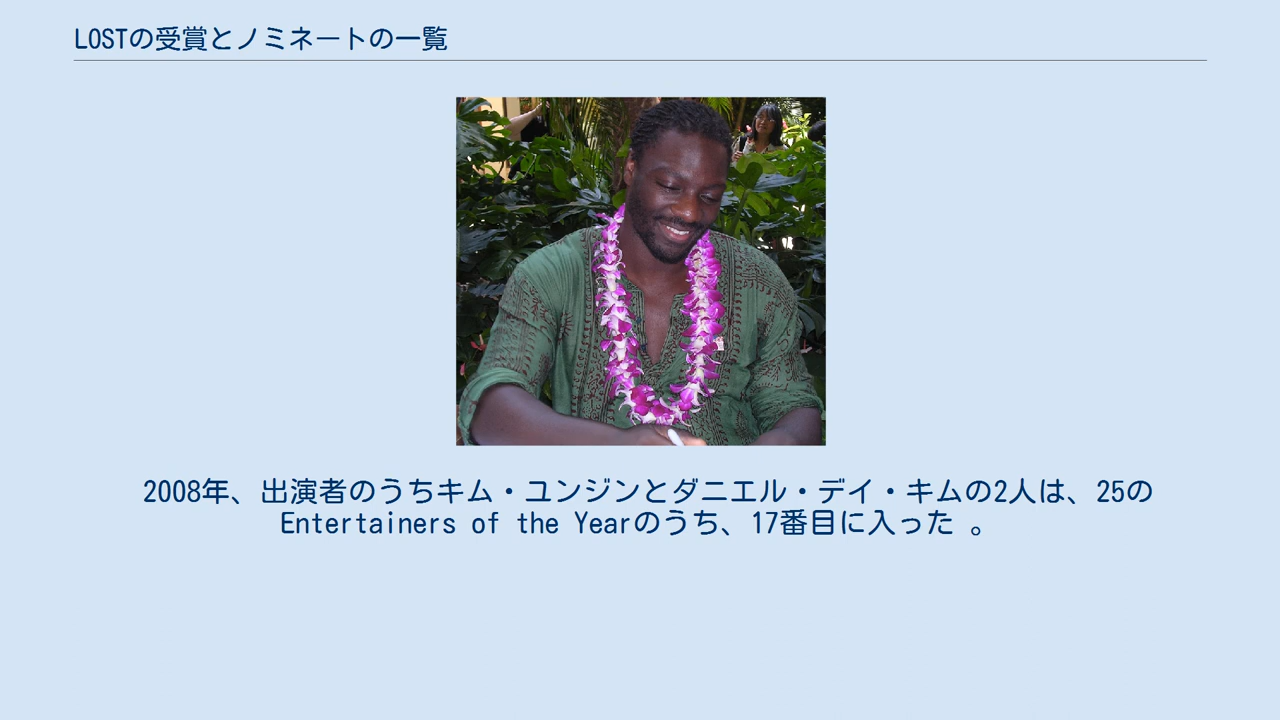 LOSTの受賞とノミネートの一覧
2008年、出演者のうちキム・ユンジンとダニエル・デイ・キムの2人は、25の
Entertainers of the Yearのうち、17番目に入った 。